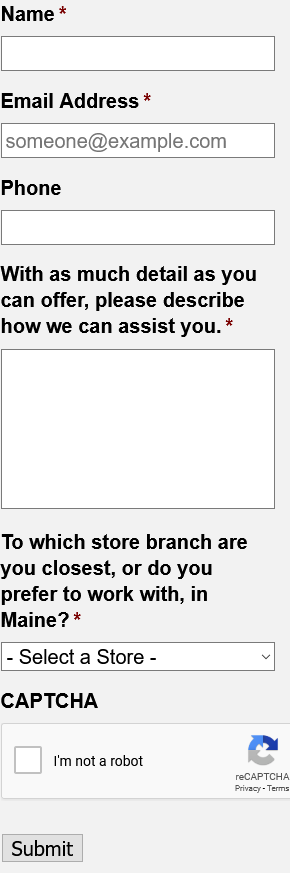 Name *
Email Address *
someone@example.com
Phone
With as much detail as you
can offer, please describe
how we can assist you. *
To which store branch are
you closest, or do you
prefer to work with, in
Maine? *
- Select a Store -
CAPTCHA
I'm not a robot
reCAPTCHA
Privacy - Terms
Submit